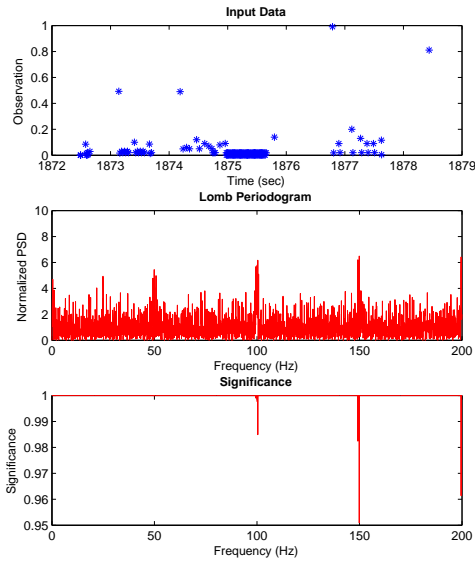 Input Data
1
0.8
0.6
0.4
0.2
0
Observation
1872 1873 1874 1875 1876 1877 1878 1879
Time (sec)
Lomb Periodogram
10
8
6
4
2
0
Normalized PSD
0 50 100 150 200
Frequency (Hz)
Significance
1
0.99
0.98
0.97
0.96
0.95
Significance
0 50 100 150 200
Frequency (Hz)